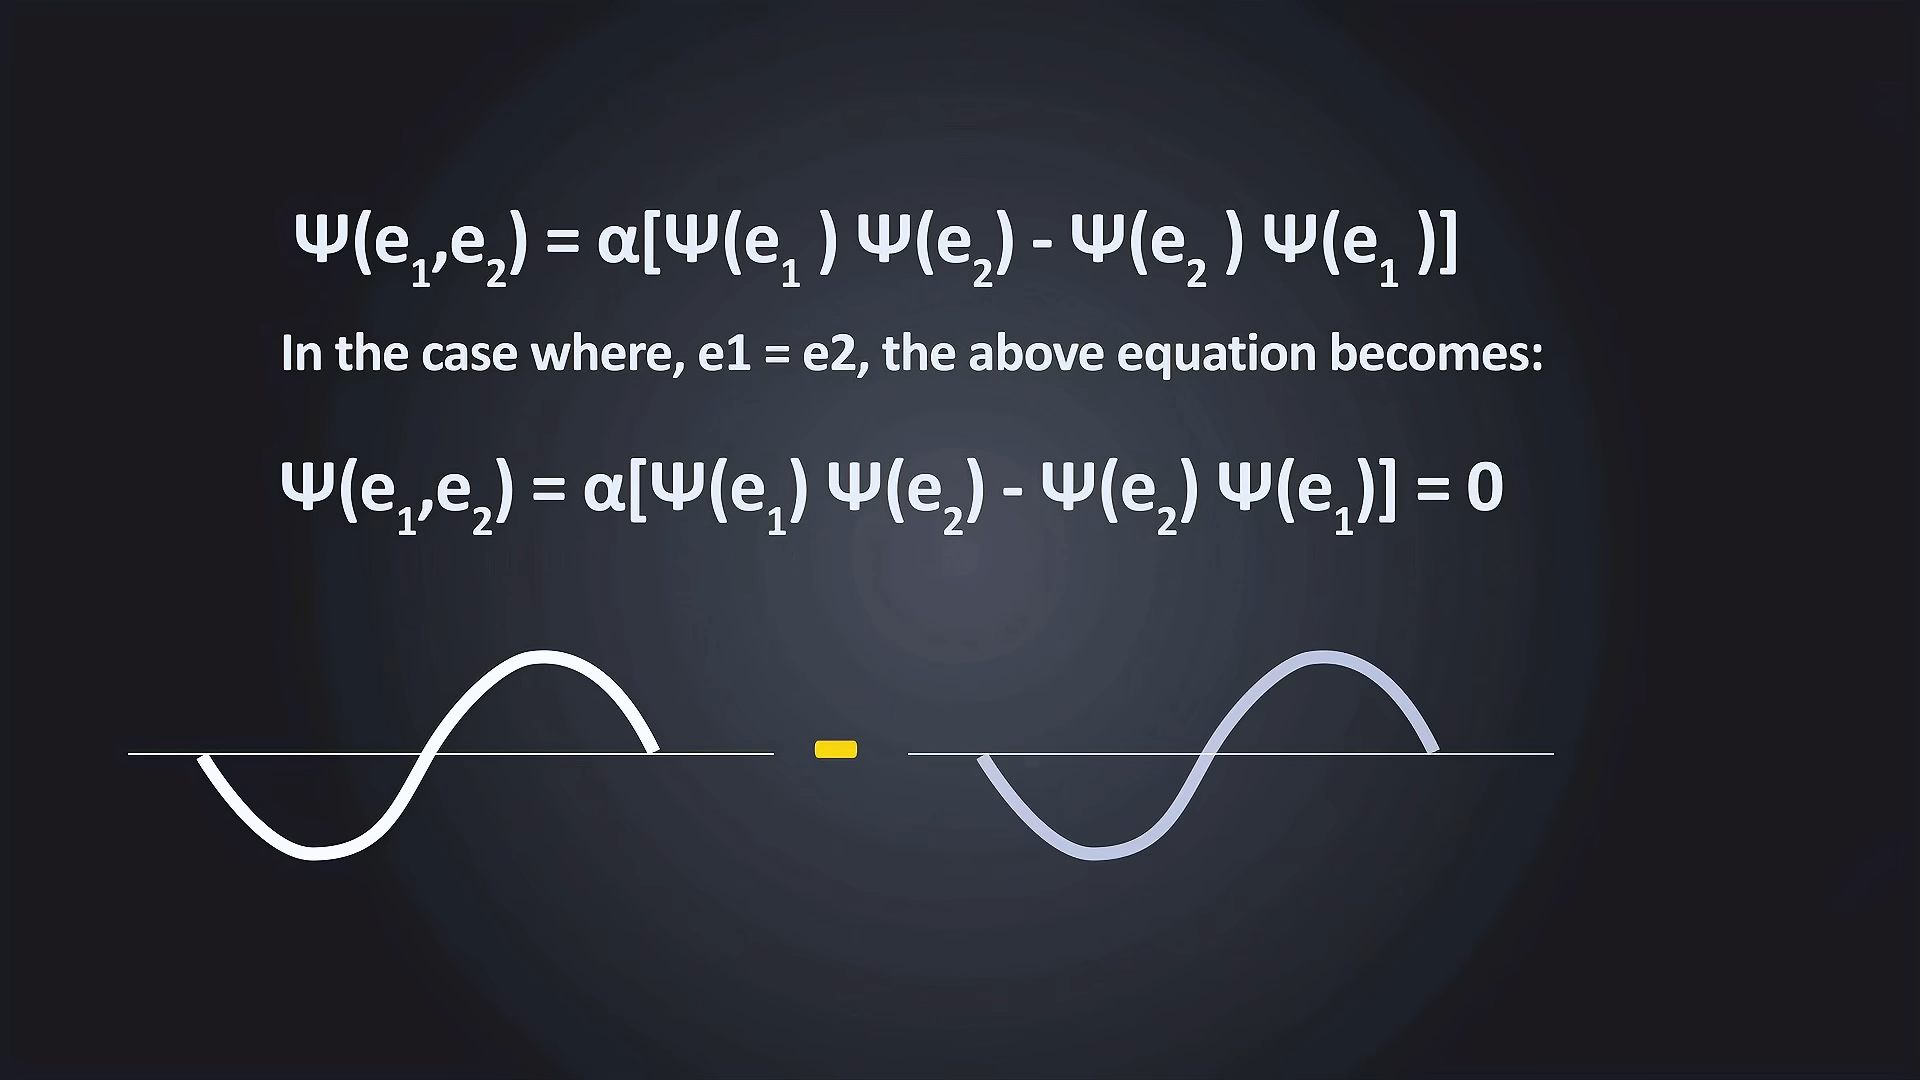 Ψ(e₁,e₂) = α[Ψ(e₁ ) Ψ(e₂) - Ψ(e₂ ) Ψ(e₁ )]
In the case where, e1 = e2, the above equation becomes:
Ψ(e₁,e₂) = α[Ψ(e₁) Ψ(e₂) - Ψ(e₂) Ψ(e₁)] = 0